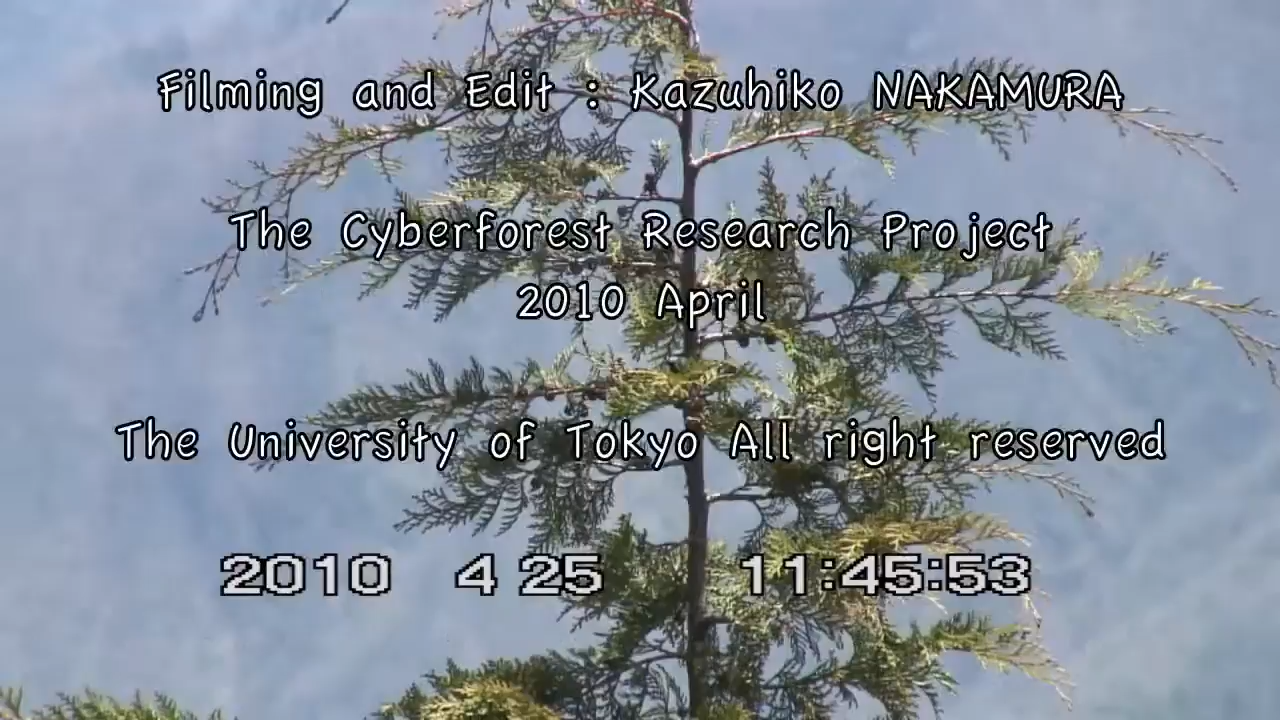 Filming and Edit : Kazuhiko NAKAMURA
The Cyberforest Research Project
2010 April
The University of Tokyo All right reserved
2010 4 25 11:45:53